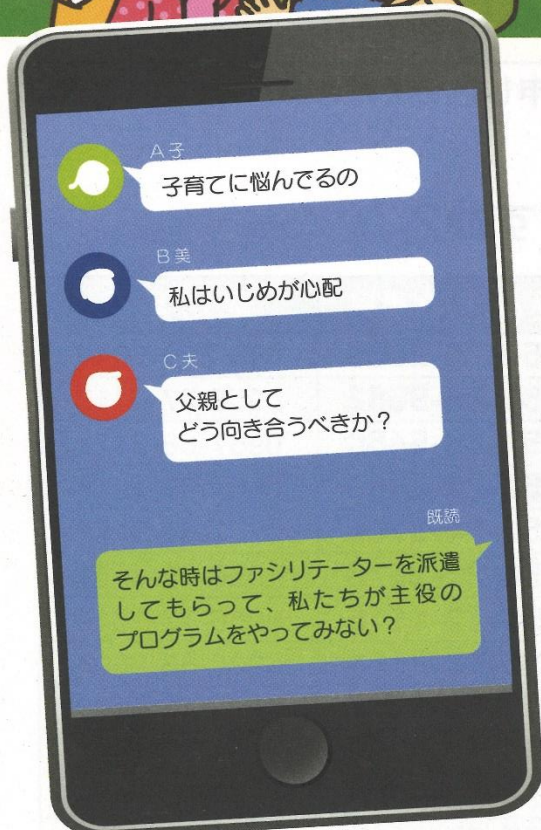 A子
子育てに悩んでるの
B美
私はいじめが心配
C夫
父親として
どう向き合うべきか？
既読
そんな時はファシリテーターを派遣
してもらって、私たちが主役の
プログラムをやってみない？